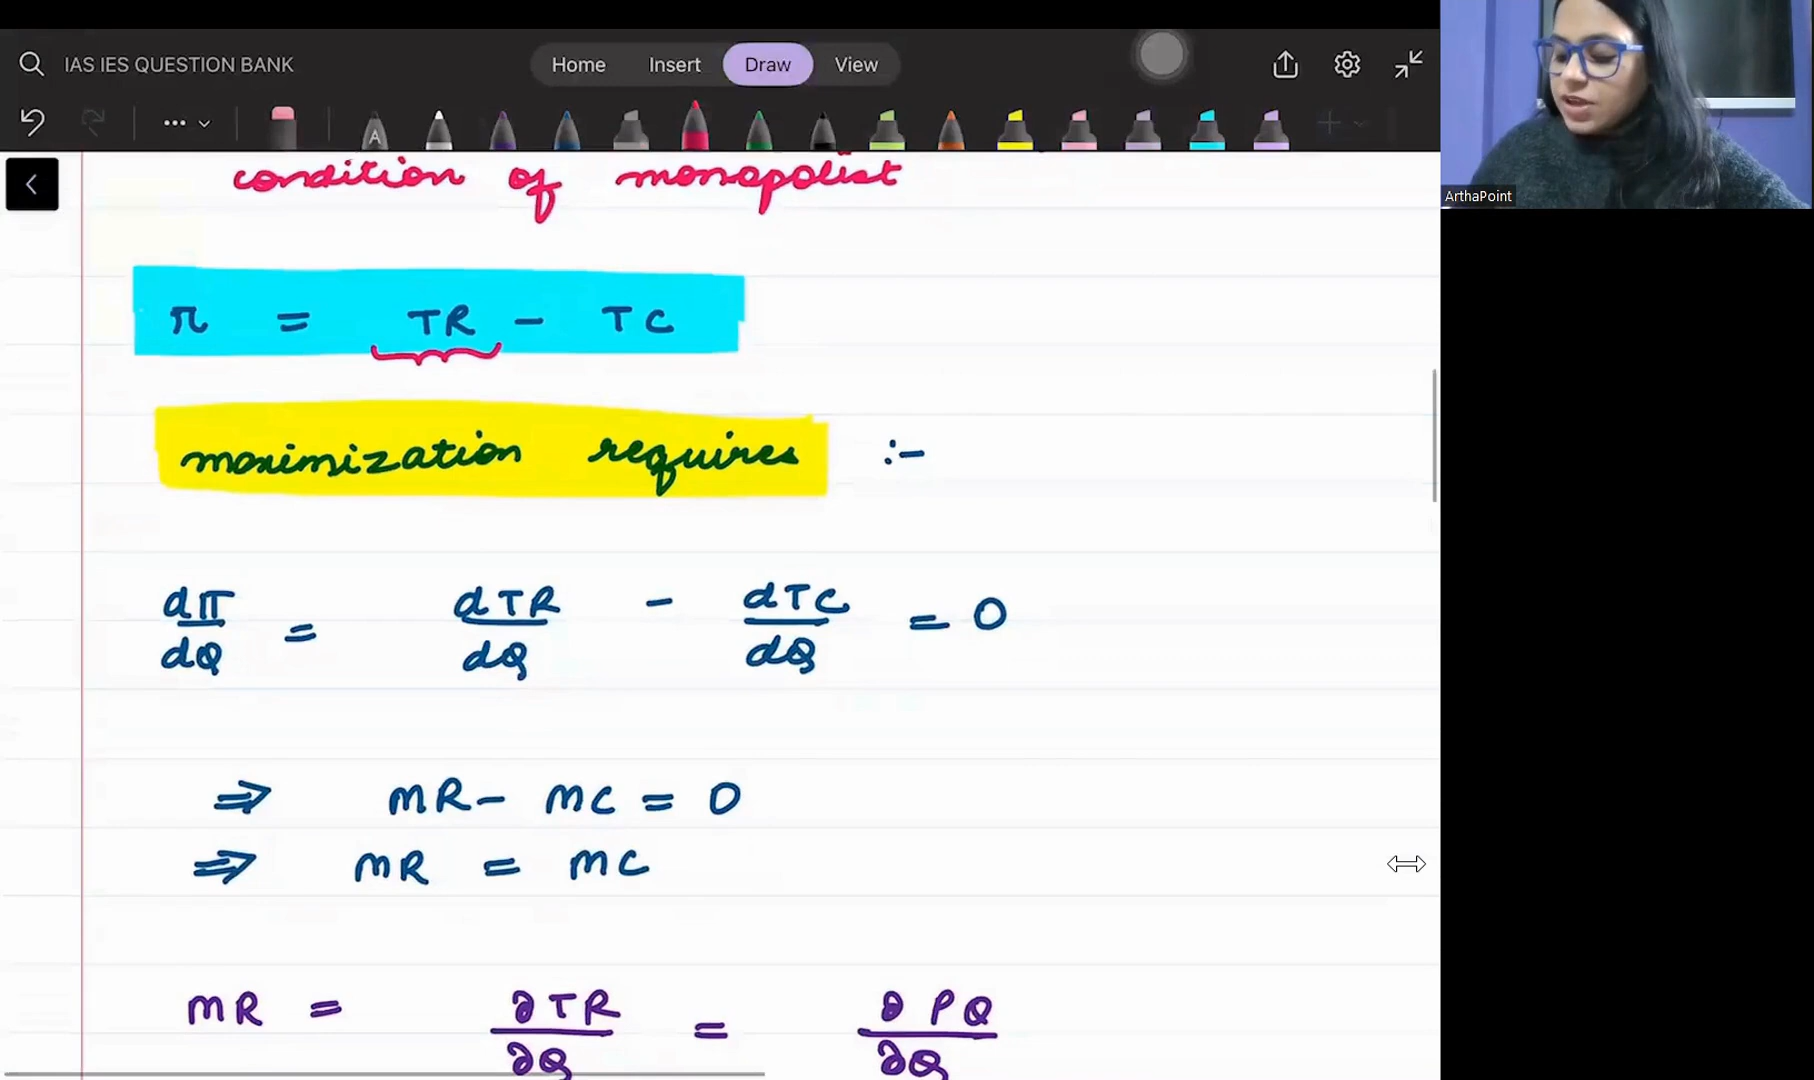 IAS IES QUESTION BANK
Home Insert Draw View
A
condition of monopolist
π = TR - TC
maximization requires :-
dπ/dQ = dTR/dQ - dTC/dQ = 0
⇒ MR - MC = 0
⇒ MR = MC
MR = ∂TR/∂Q = ∂PQ/∂Q
ArthaPoint